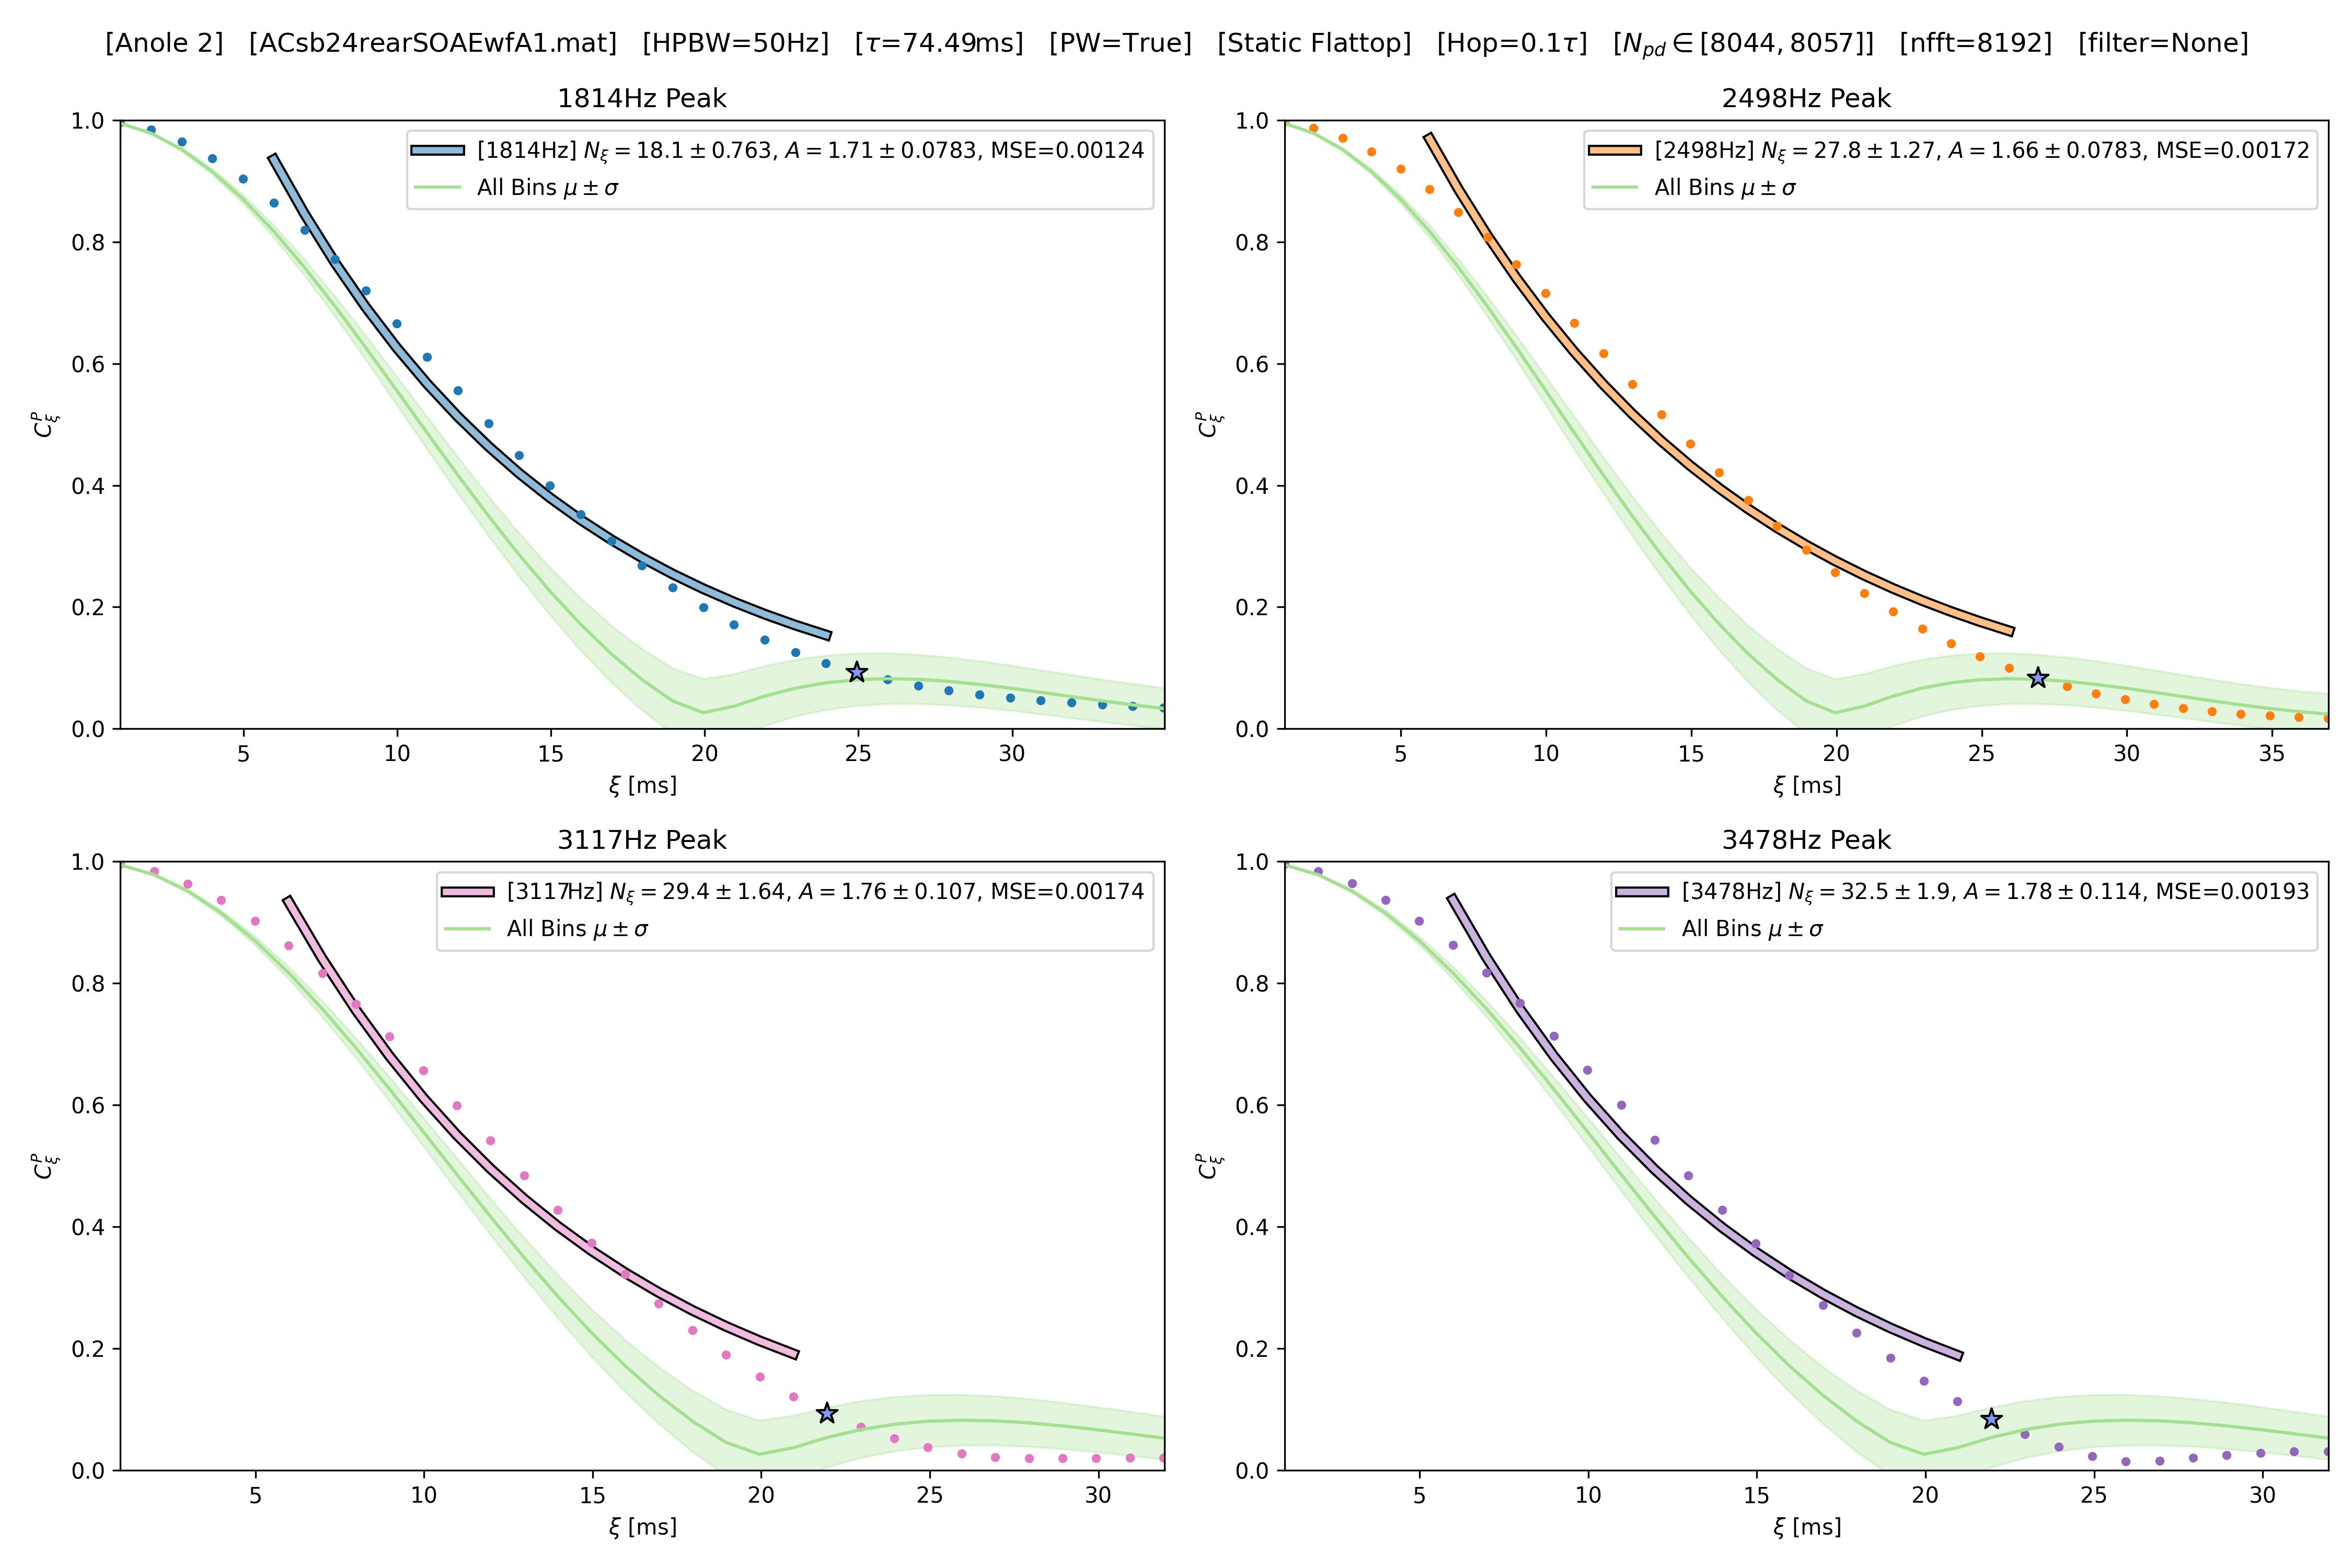 [Anole 2] [ACsb24rearSOAEwfA1.mat] [HPBW=50Hz] [τ=74.49ms] [PW=True] [Static Flattop] [Hop=0.1τ] [N_pd ∈ [8044, 8057]] [nfft=8192] [filter=None]
1814Hz Peak
[1814Hz] N_ξ = 18.1 ± 0.763, A = 1.71 ± 0.0783, MSE=0.00124
All Bins μ ± σ
1.0
0.8
0.6
0.4
0.2
0.0
C_ξ^P
5 10 15 20 25 30
ξ [ms]
2498Hz Peak
[2498Hz] N_ξ = 27.8 ± 1.27, A = 1.66 ± 0.0783, MSE=0.00172
All Bins μ ± σ
1.0
0.8
0.6
0.4
0.2
0.0
C_ξ^P
5 10 15 20 25 30 35
ξ [ms]
3117Hz Peak
[3117Hz] N_ξ = 29.4 ± 1.64, A = 1.76 ± 0.107, MSE=0.00174
All Bins μ ± σ
1.0
0.8
0.6
0.4
0.2
0.0
C_ξ^P
5 10 15 20 25 30
ξ [ms]
3478Hz Peak
[3478Hz] N_ξ = 32.5 ± 1.9, A = 1.78 ± 0.114, MSE=0.00193
All Bins μ ± σ
1.0
0.8
0.6
0.4
0.2
0.0
C_ξ^P
5 10 15 20 25 30
ξ [ms]